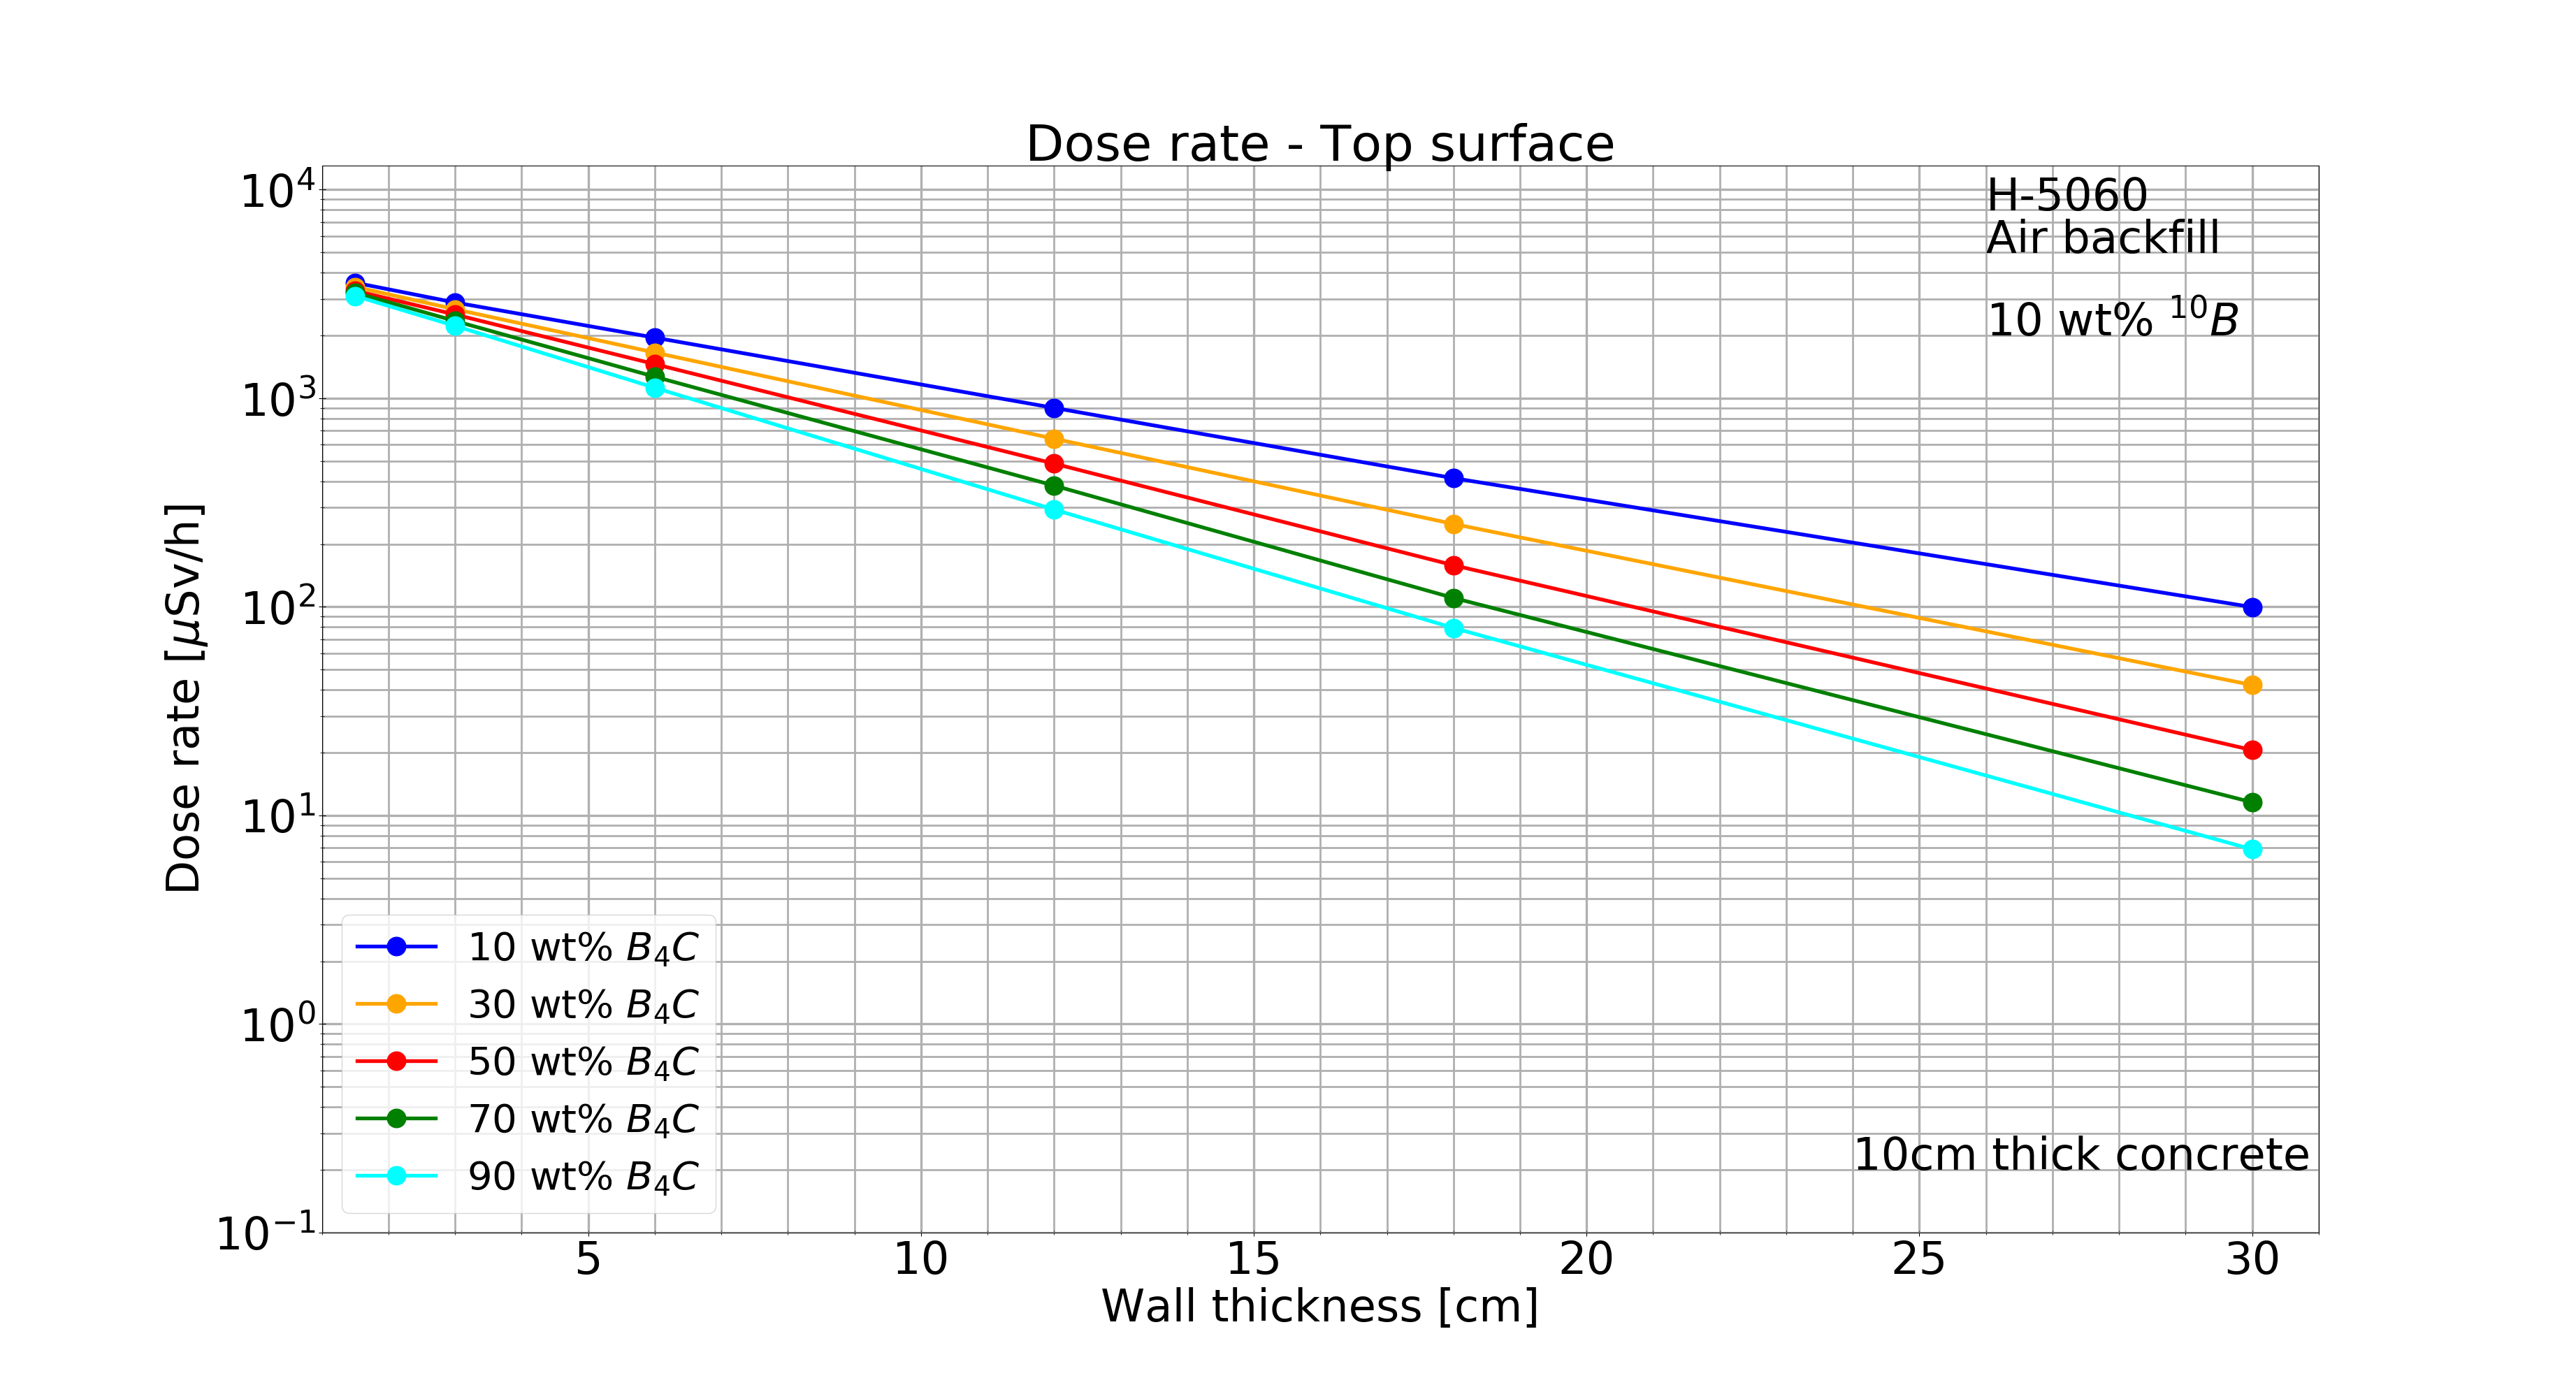 Dose rate - Top surface
H-5060
Air backfill
10 wt% ¹⁰B
10⁴
10³
10²
10¹
10⁰
10⁻¹
Dose rate [μSv/h]
10 wt% B₄C
30 wt% B₄C
50 wt% B₄C
70 wt% B₄C
90 wt% B₄C
10cm thick concrete
5 10 15 20 25 30
Wall thickness [cm]